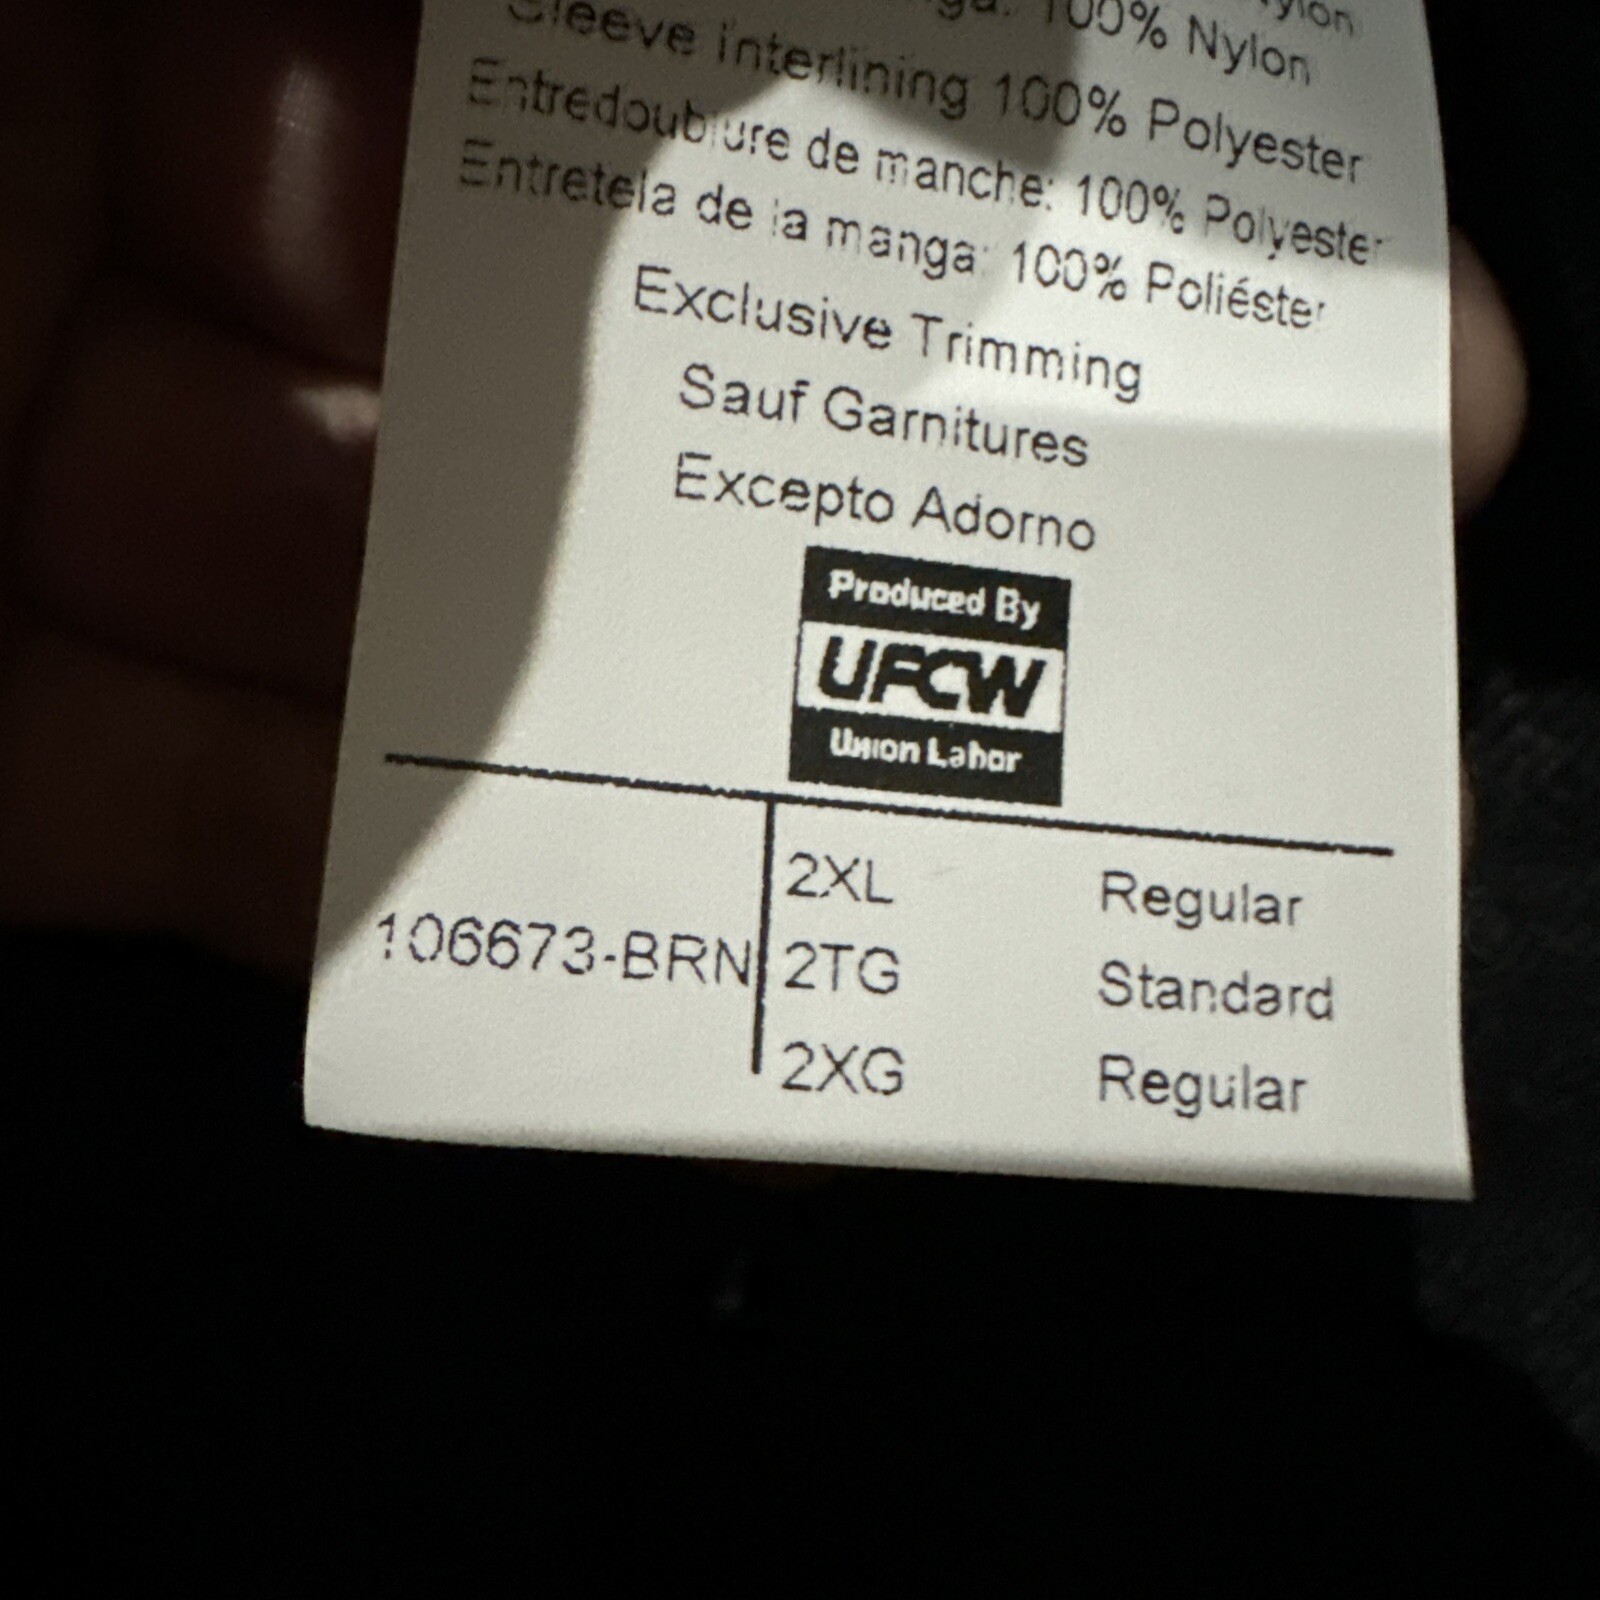 Nylon
100% Nylon
Sleeve interlining 100% Polyester
Entredoublure de manche: 100% Polyester
Entretela de la manga: 100% Poliéster
Exclusive Trimming
Sauf Garnitures
Excepto Adorno
Produced By
UFCW
Union Labor
106673-BRN
2XL Regular
2TG Standard
2XG Regular